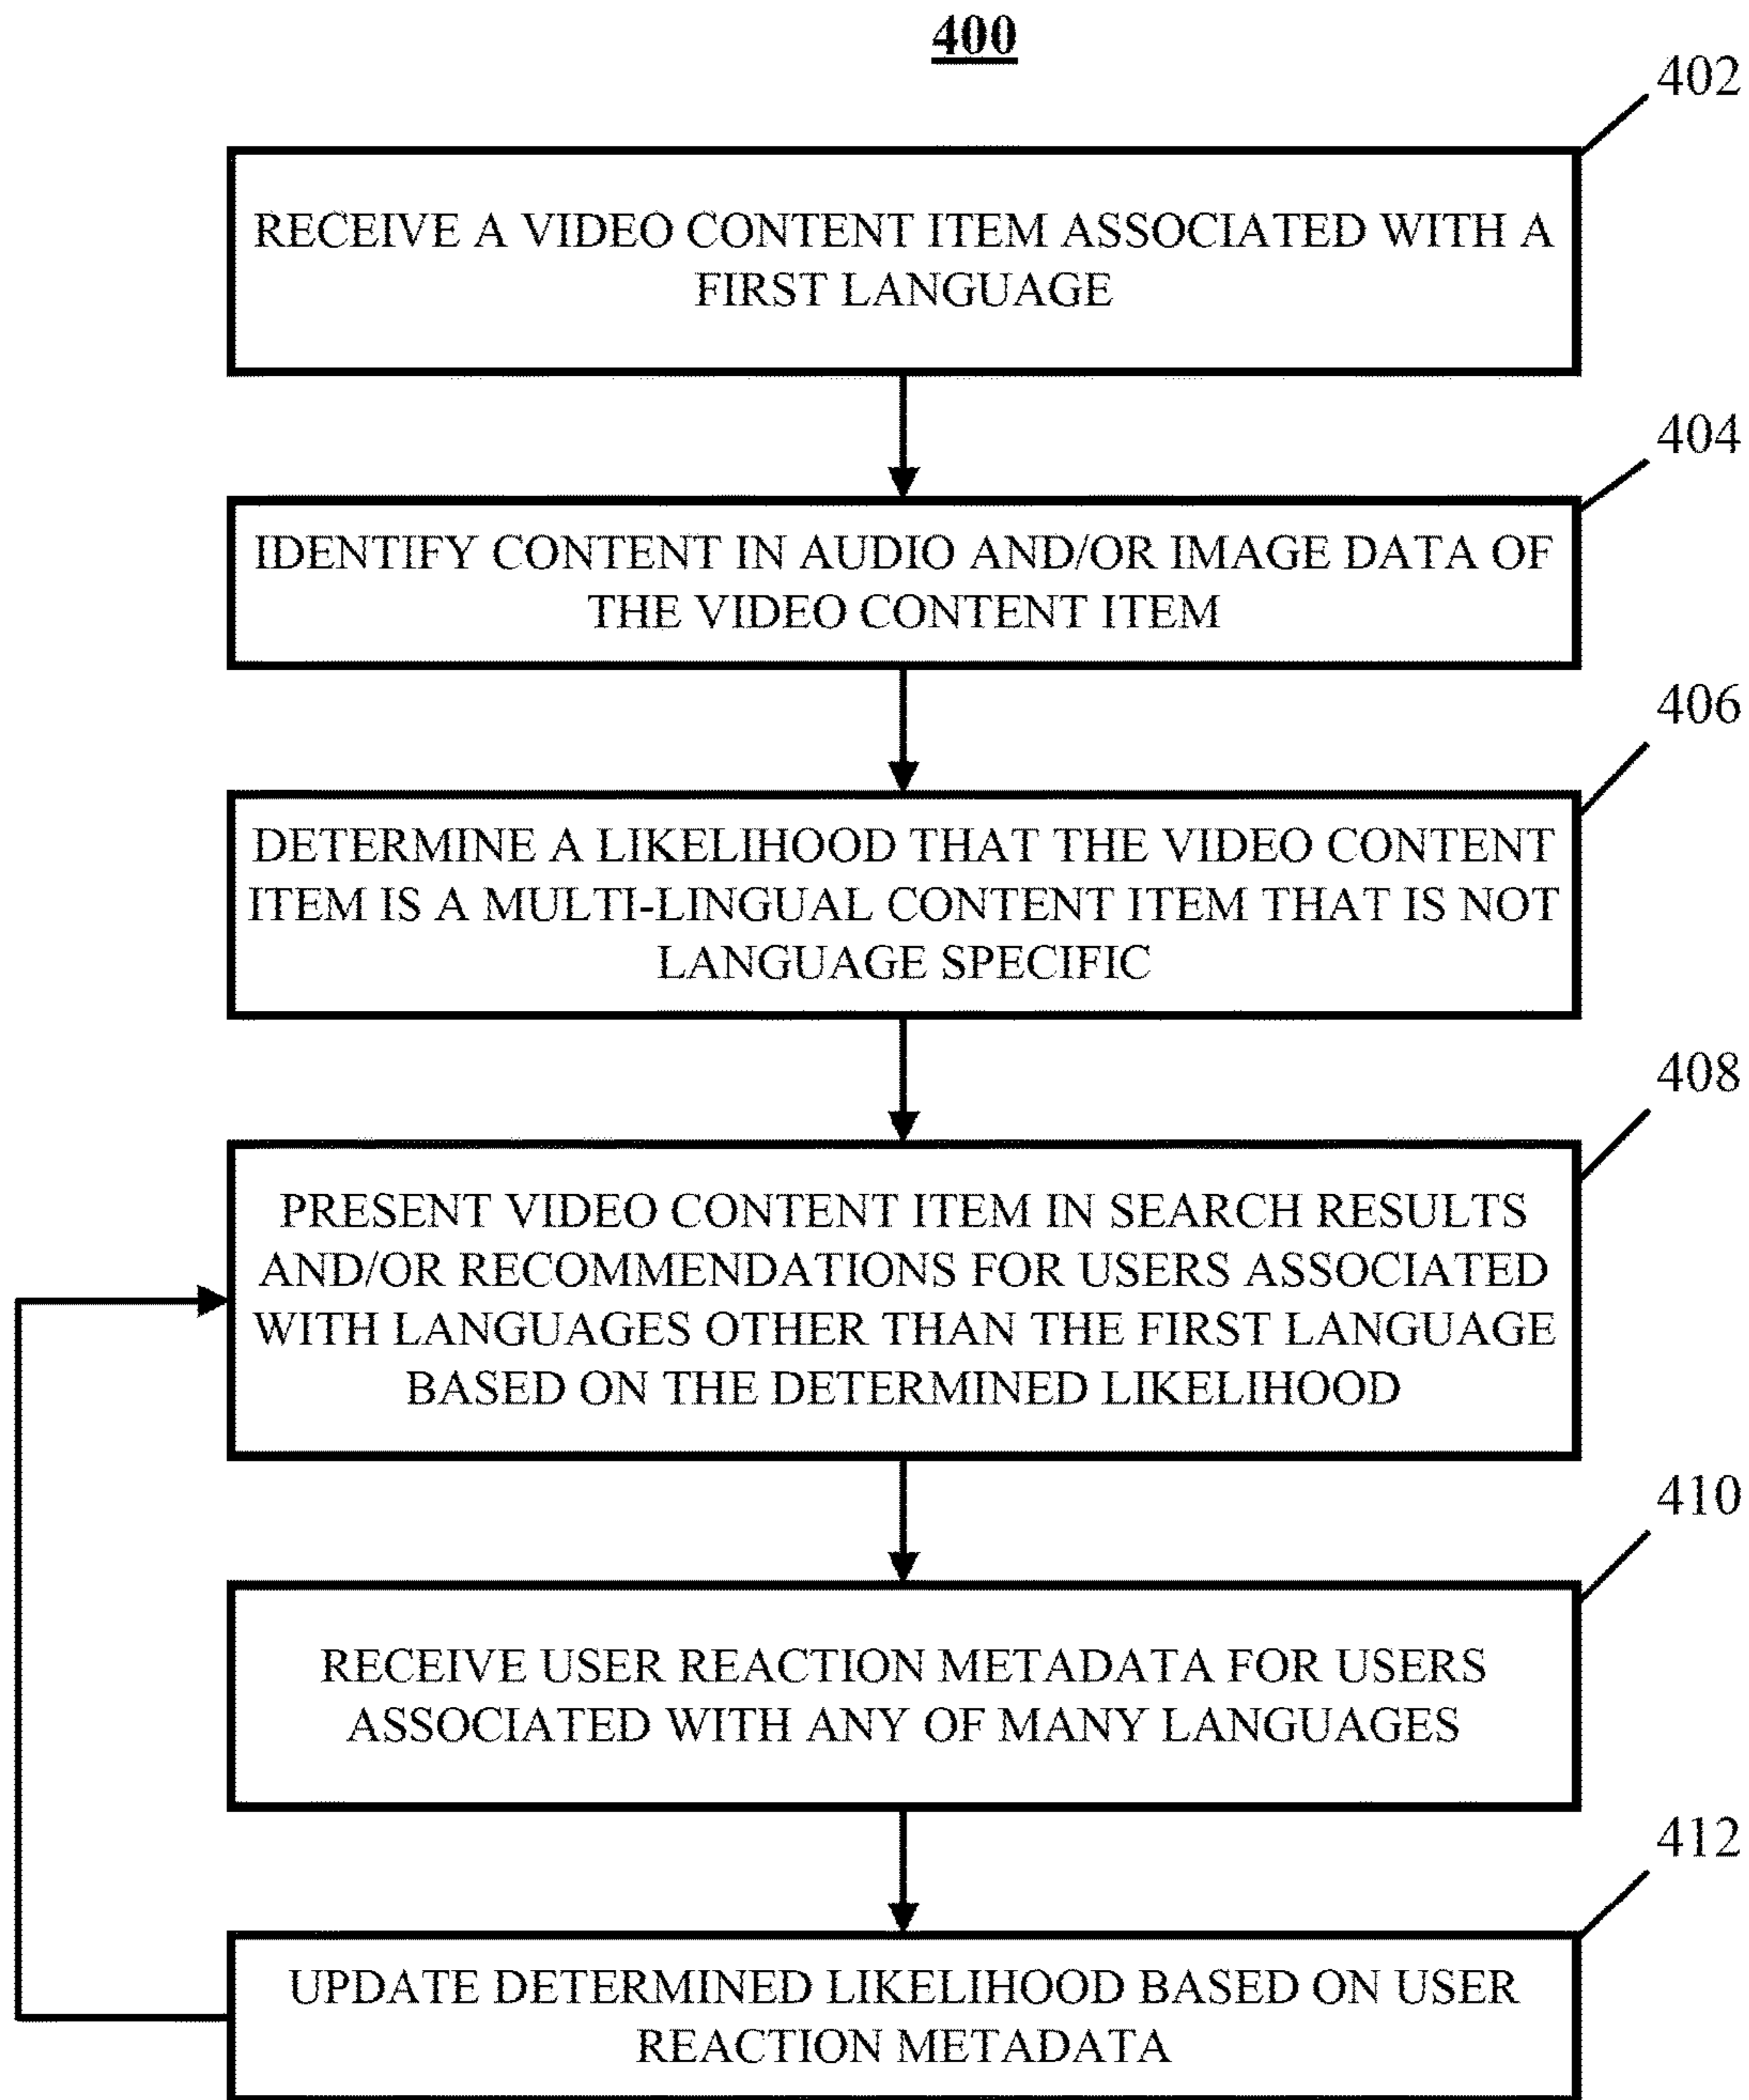 400
402
RECEIVE A VIDEO CONTENT ITEM ASSOCIATED WITH A
FIRST LANGUAGE
404
IDENTIFY CONTENT IN AUDIO AND/OR IMAGE DATA OF
THE VIDEO CONTENT ITEM
406
DETERMINE A LIKELIHOOD THAT THE VIDEO CONTENT
ITEM IS A MULTI-LINGUAL CONTENT ITEM THAT IS NOT
LANGUAGE SPECIFIC
408
PRESENT VIDEO CONTENT ITEM IN SEARCH RESULTS
AND/OR RECOMMENDATIONS FOR USERS ASSOCIATED
WITH LANGUAGES OTHER THAN THE FIRST LANGUAGE
BASED ON THE DETERMINED LIKELIHOOD
410
RECEIVE USER REACTION METADATA FOR USERS
ASSOCIATED WITH ANY OF MANY LANGUAGES
412
UPDATE DETERMINED LIKELIHOOD BASED ON USER
REACTION METADATA